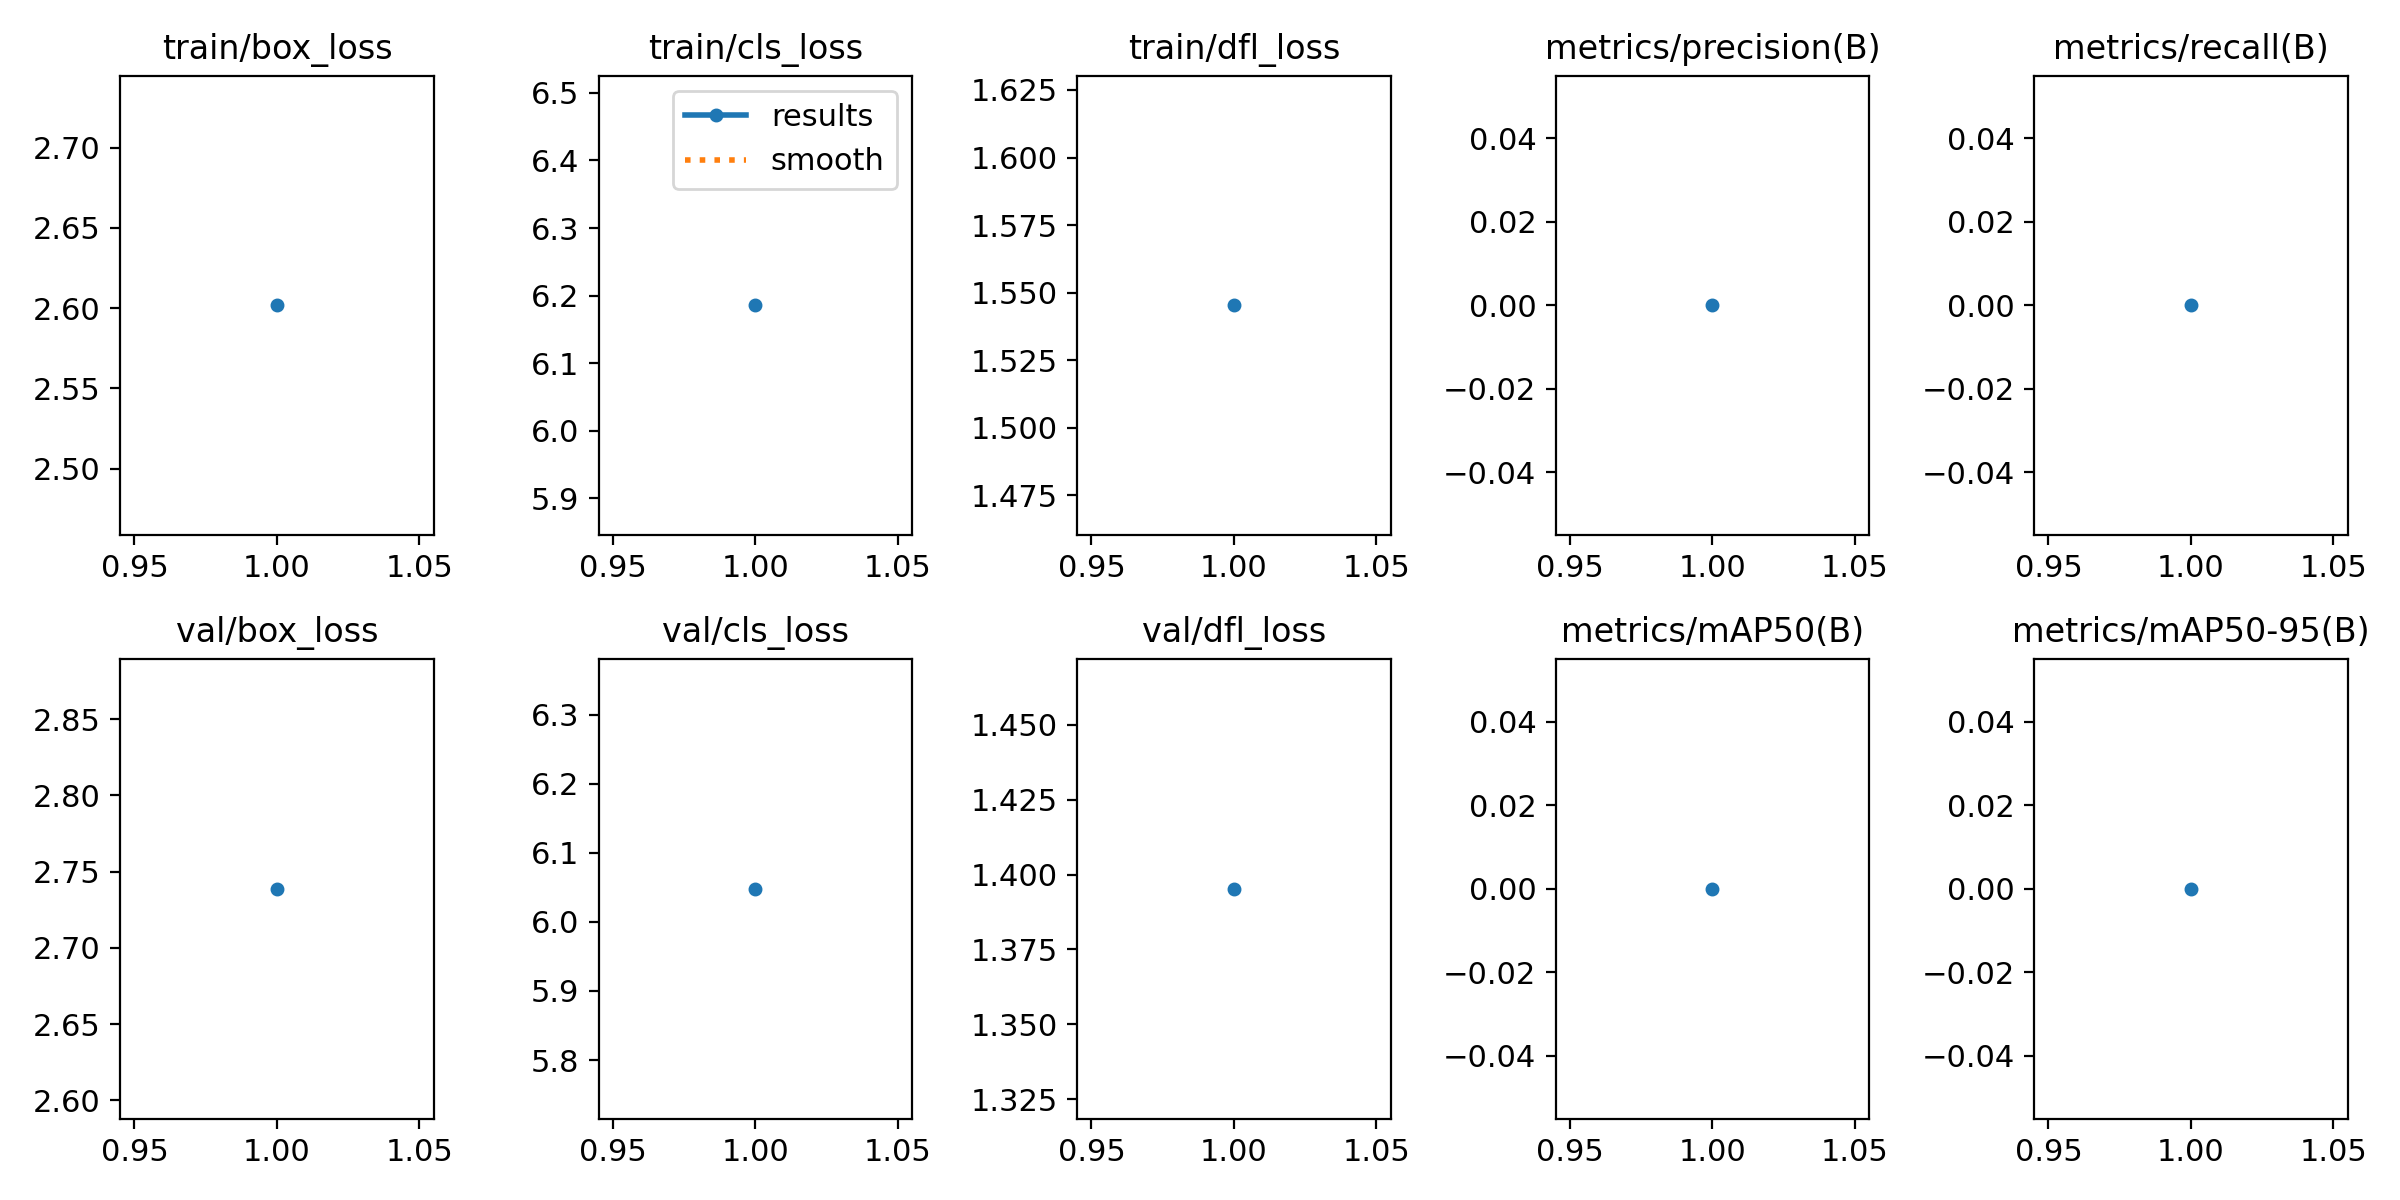 train/box_loss
train/cls_loss
train/dfl_loss
metrics/precision(B)
metrics/recall(B)
2.70
2.65
2.60
2.55
2.50
0.95 1.00 1.05
6.5
6.4
6.3
6.2
6.1
6.0
5.9
results
smooth
0.95 1.00 1.05
1.625
1.600
1.575
1.550
1.525
1.500
1.475
0.95 1.00 1.05
0.04
0.02
0.00
−0.02
−0.04
0.95 1.00 1.05
0.04
0.02
0.00
−0.02
−0.04
0.95 1.00 1.05
val/box_loss
val/cls_loss
val/dfl_loss
metrics/mAP50(B)
metrics/mAP50-95(B)
2.85
2.80
2.75
2.70
2.65
2.60
0.95 1.00 1.05
6.3
6.2
6.1
6.0
5.9
5.8
0.95 1.00 1.05
1.450
1.425
1.400
1.375
1.350
1.325
0.95 1.00 1.05
0.04
0.02
0.00
−0.02
−0.04
0.95 1.00 1.05
0.04
0.02
0.00
−0.02
−0.04
0.95 1.00 1.05